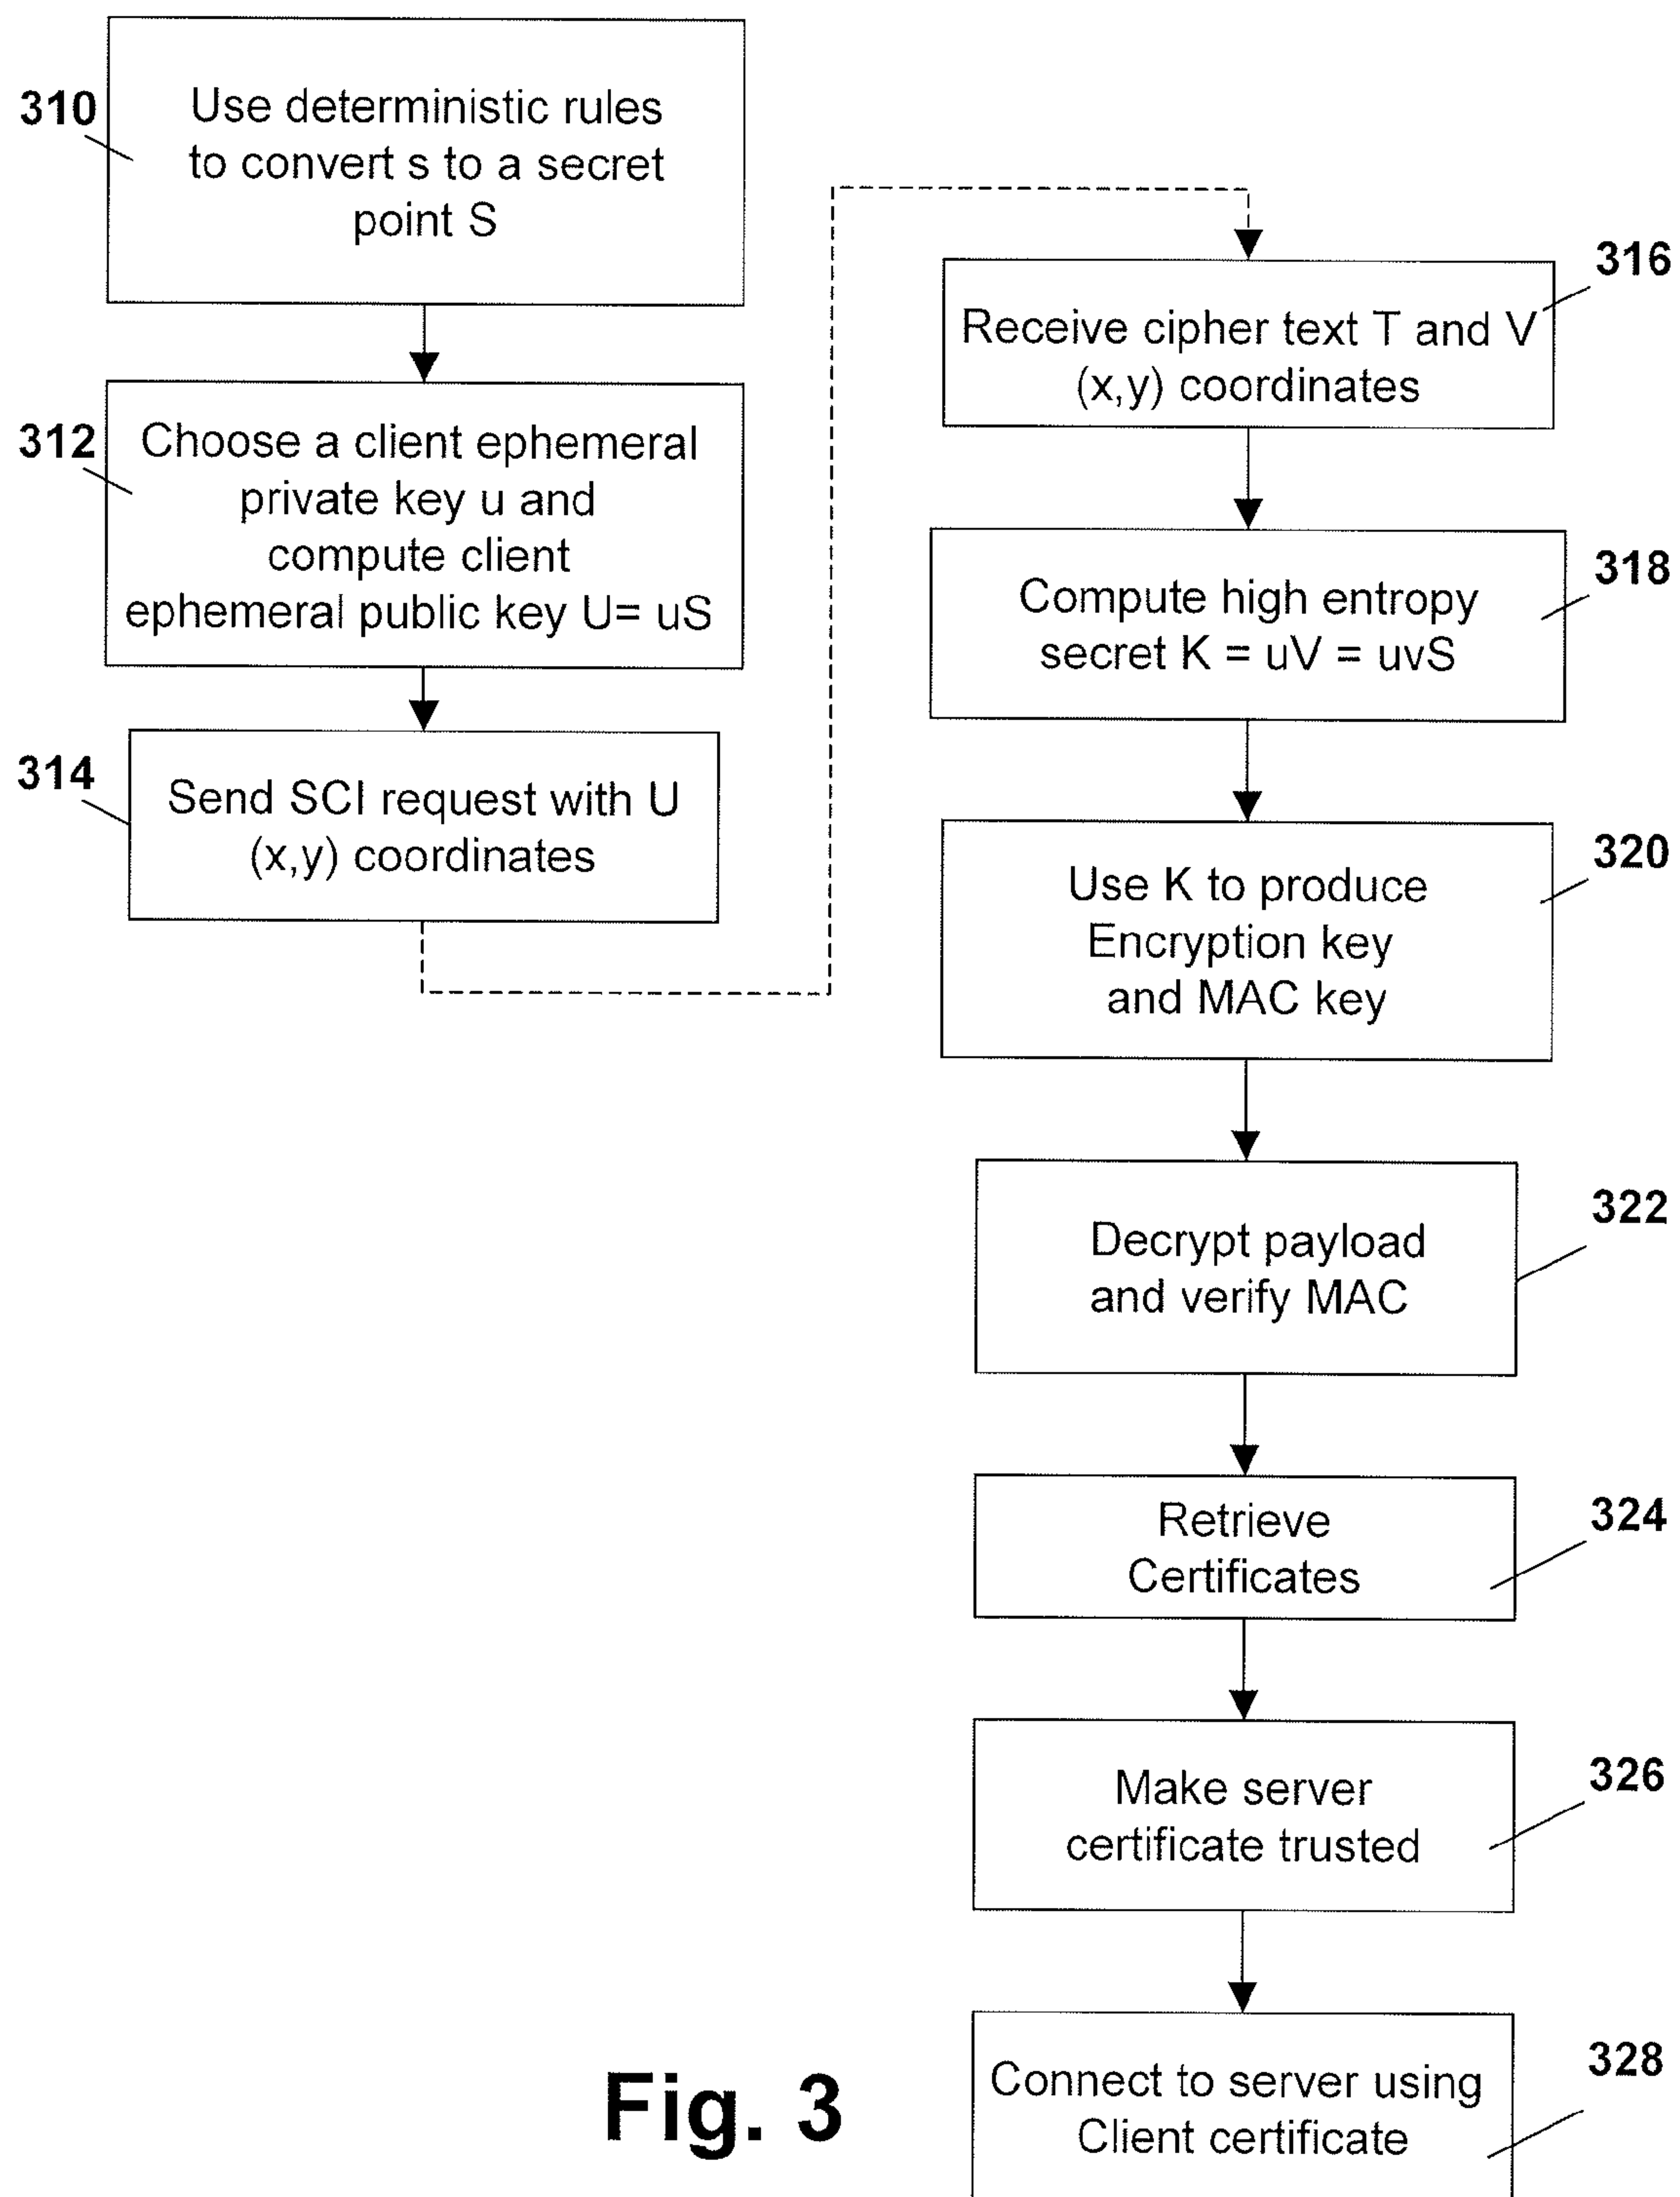 310
Use deterministic rules
to convert s to a secret
point S
312
Choose a client ephemeral
private key u and
compute client
ephemeral public key U= uS
314
Send SCI request with U
(x,y) coordinates
316
Receive cipher text T and V
(x,y) coordinates
318
Compute high entropy
secret K = uV = uvS
320
Use K to produce
Encryption key
and MAC key
322
Decrypt payload
and verify MAC
324
Retrieve
Certificates
326
Make server
certificate trusted
328
Connect to server using
Client certificate
Fig. 3